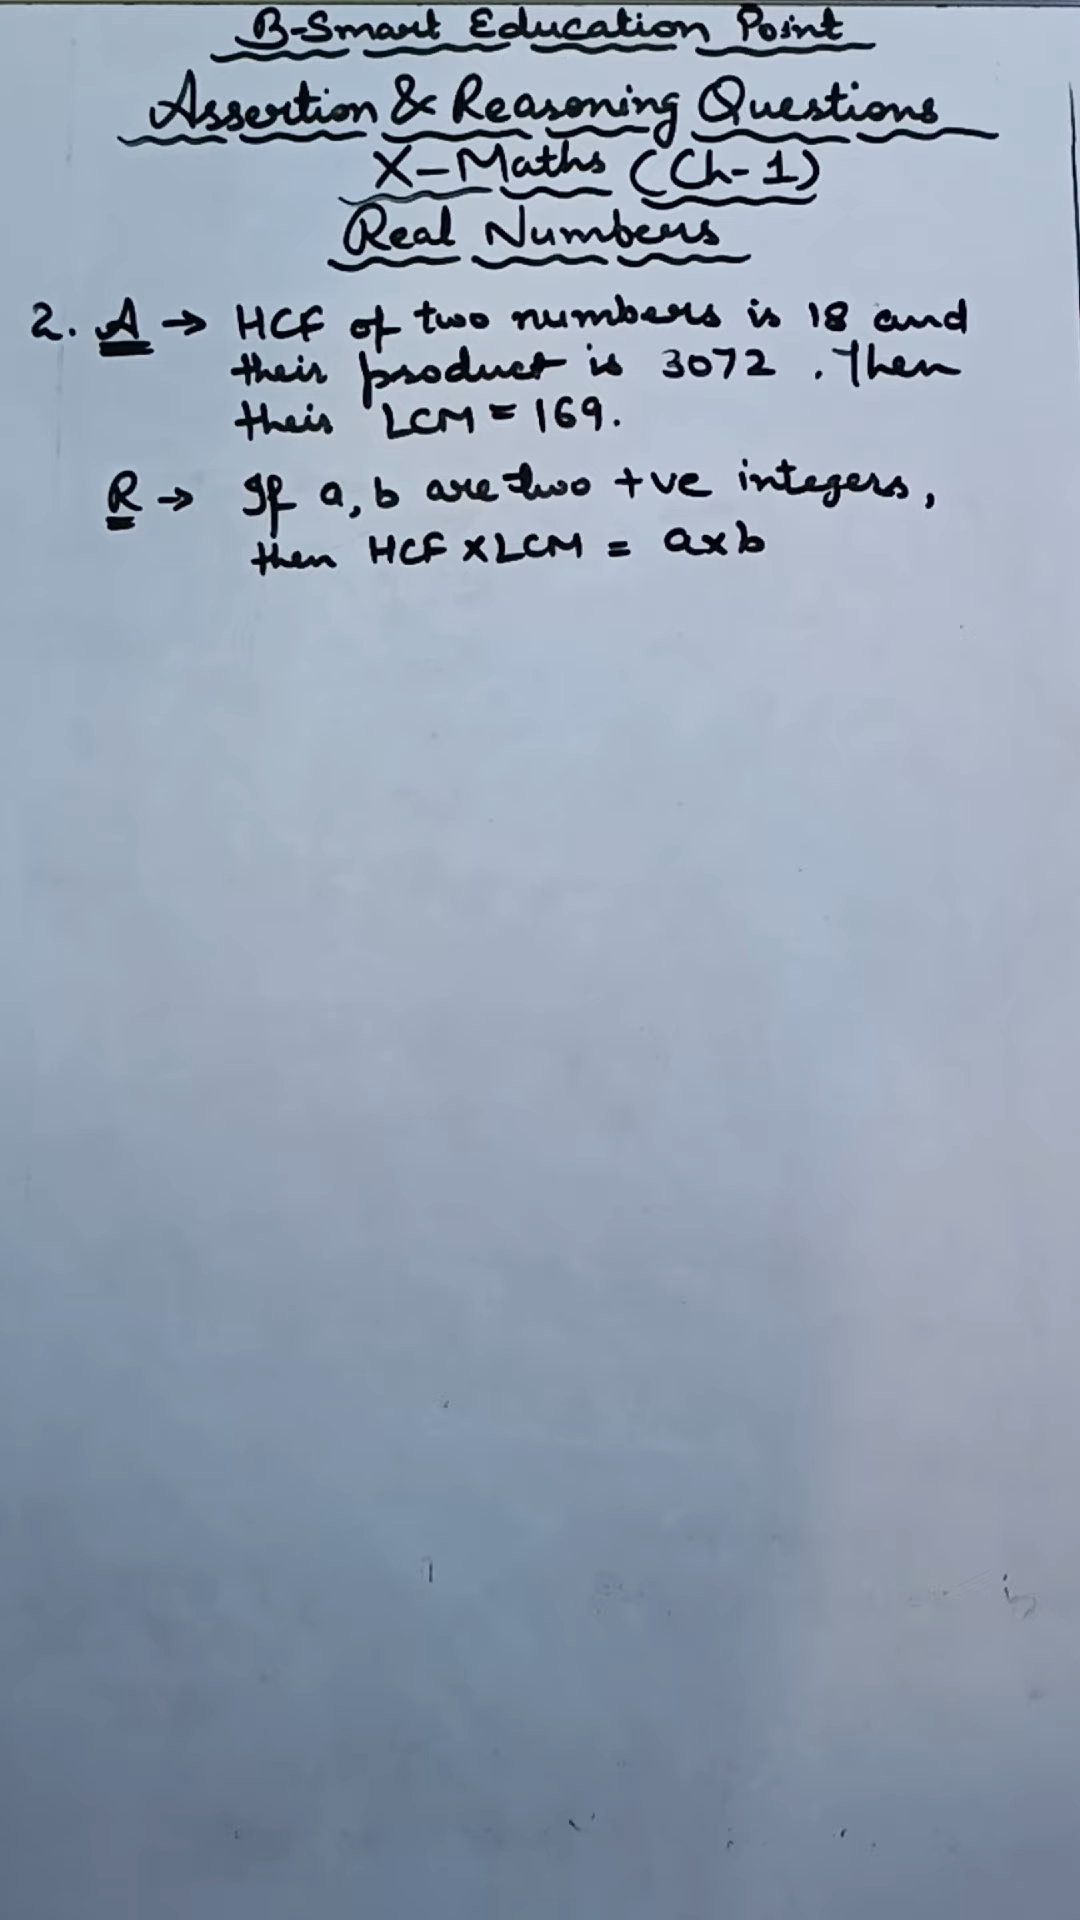 B-Smart Education Point
Assertion & Reasoning Questions
X-Maths (Ch-1)
Real Numbers
2. A → HCF of two numbers is 18 and
their product is 3072. Then
their LCM = 169.
R → If a, b are two +ve integers,
then HCF X LCM = a x b